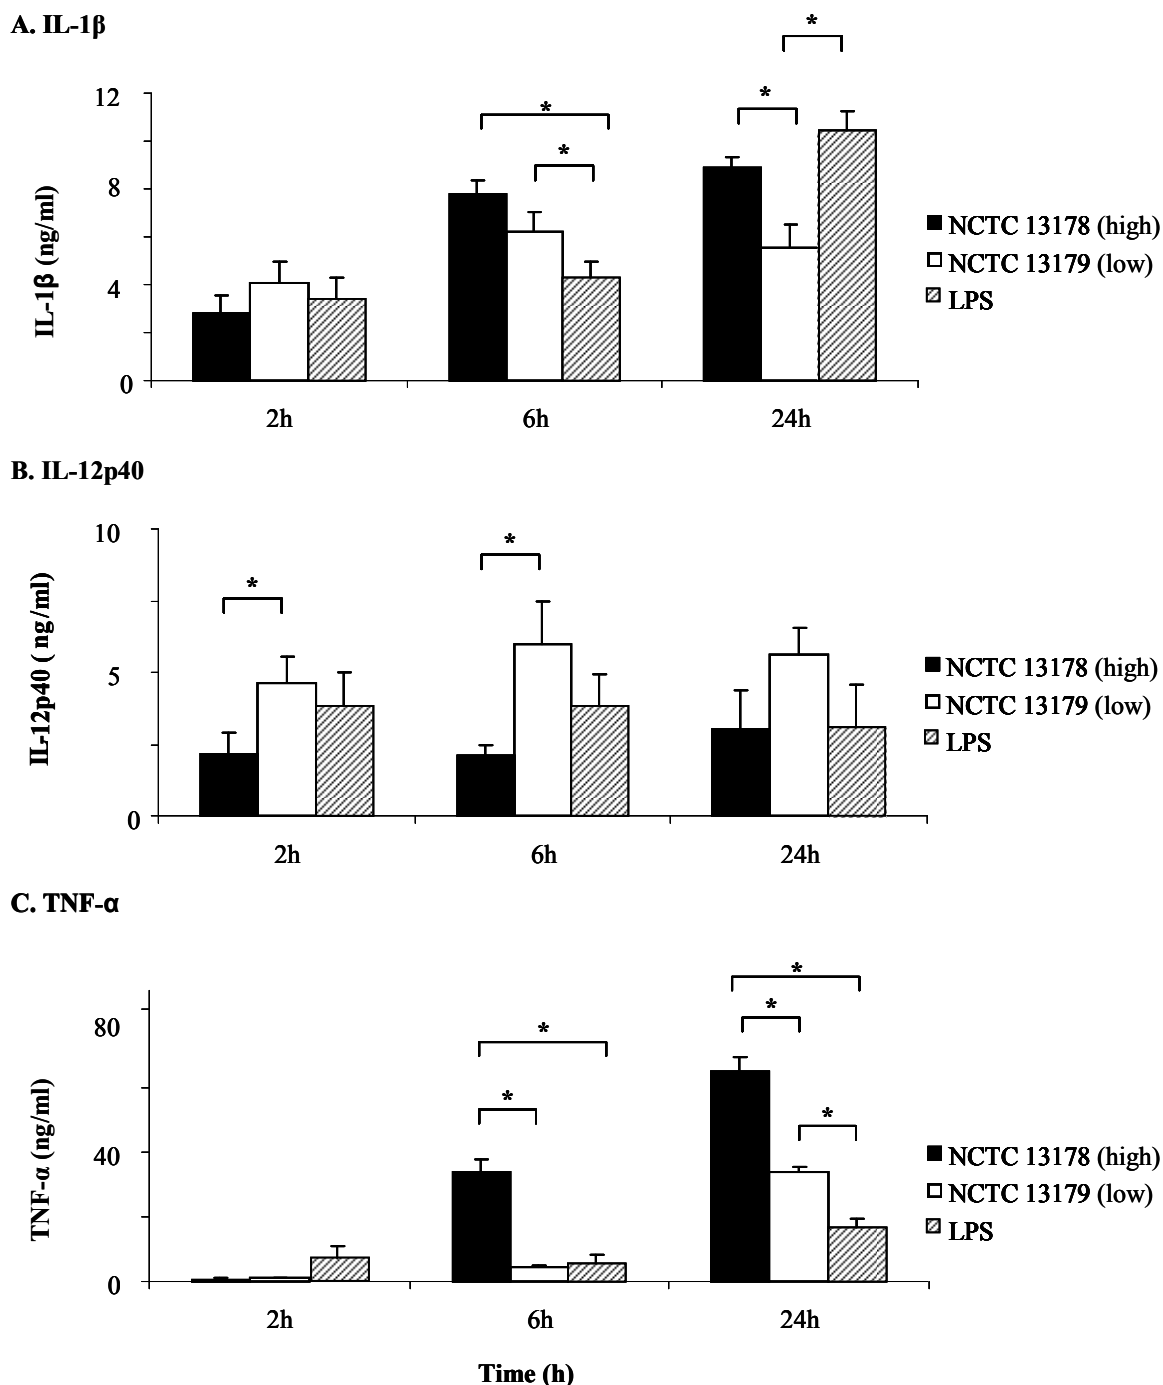 A. IL-1β
*
*
*
*
12
8
4
0
IL-1β (ng/ml)
2h
6h
24h
NCTC 13178 (high)
NCTC 13179 (low)
LPS
B. IL-12p40
*
*
10
5
0
IL-12p40 ( ng/ml)
2h
6h
24h
NCTC 13178 (high)
NCTC 13179 (low)
LPS
C. TNF-α
*
*
*
*
*
80
40
0
TNF-α (ng/ml)
2h
6h
24h
NCTC 13178 (high)
NCTC 13179 (low)
LPS
Time (h)